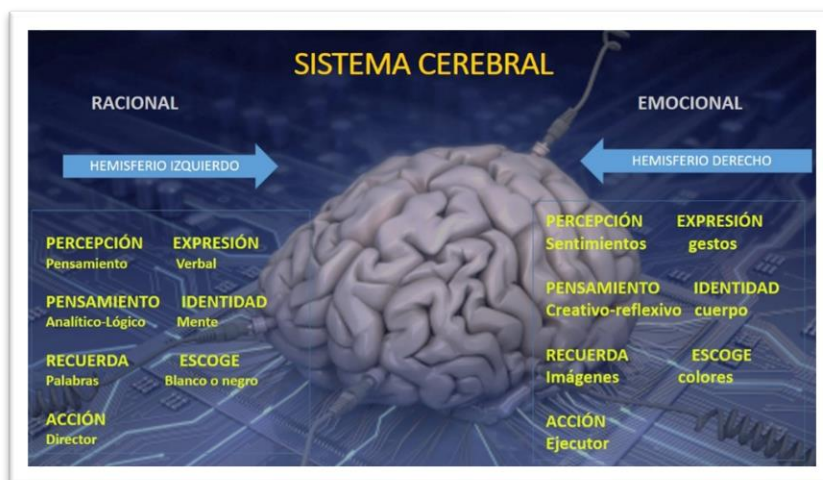 SISTEMA CEREBRAL
RACIONAL
EMOCIONAL
HEMISFERIO IZQUIERDO
HEMISFERIO DERECHO
PERCEPCIÓN EXPRESIÓN
Pensamiento Verbal
PENSAMIENTO IDENTIDAD
Analítico-Lógico Mente
RECUERDA ESCOGE
Palabras Blanco o negro
ACCIÓN
Director
PERCEPCIÓN EXPRESIÓN
Sentimientos gestos
PENSAMIENTO IDENTIDAD
Creativo-reflexivo cuerpo
RECUERDA ESCOGE
Imágenes colores
ACCIÓN
Ejecutor